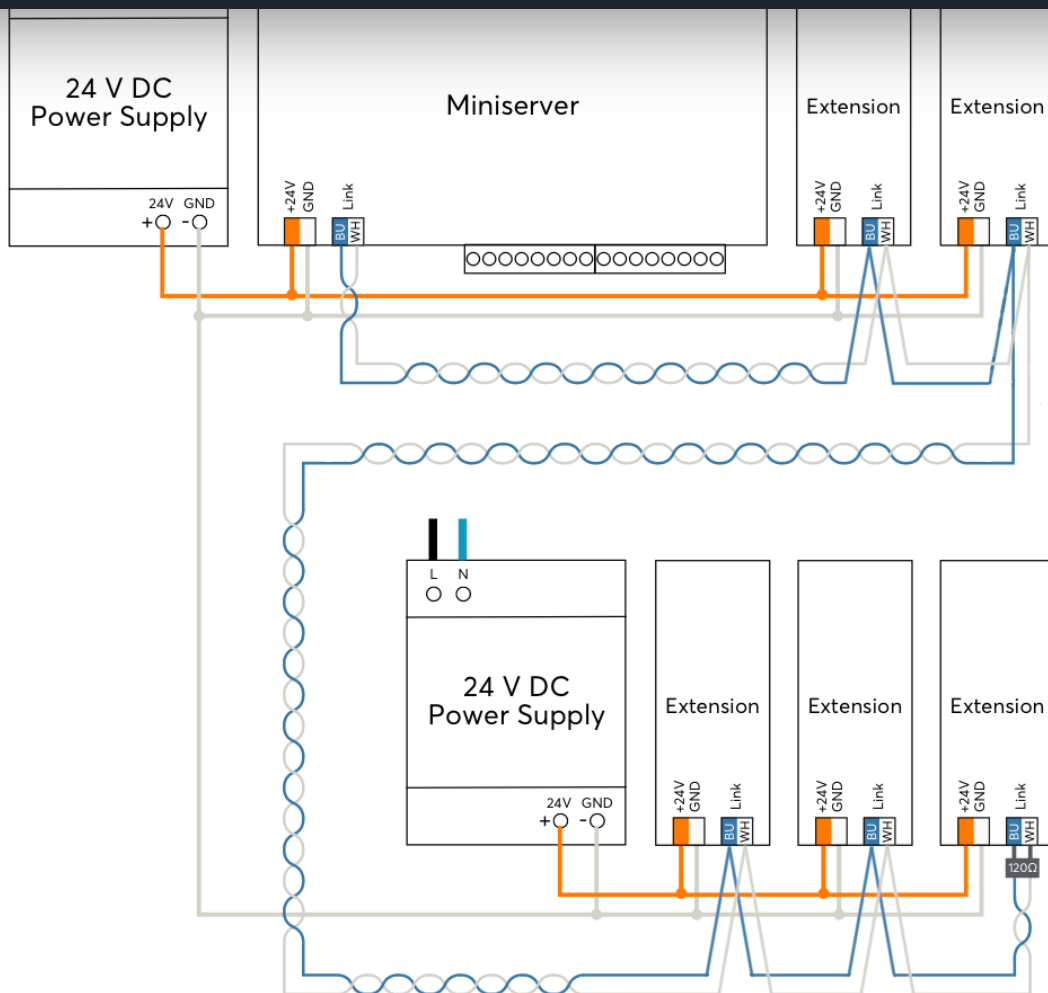 24 V DC
Power Supply
24V GND
+ -
Miniserver
+24V
GND
Link
BU
WH
Extension
+24V
GND
Link
BU
WH
Extension
+24V
GND
Link
BU
WH
L N
24 V DC
Power Supply
24V GND
+ -
Extension
+24V
GND
Link
BU
WH
Extension
+24V
GND
Link
BU
WH
Extension
+24V
GND
Link
BU
WH
120Ω